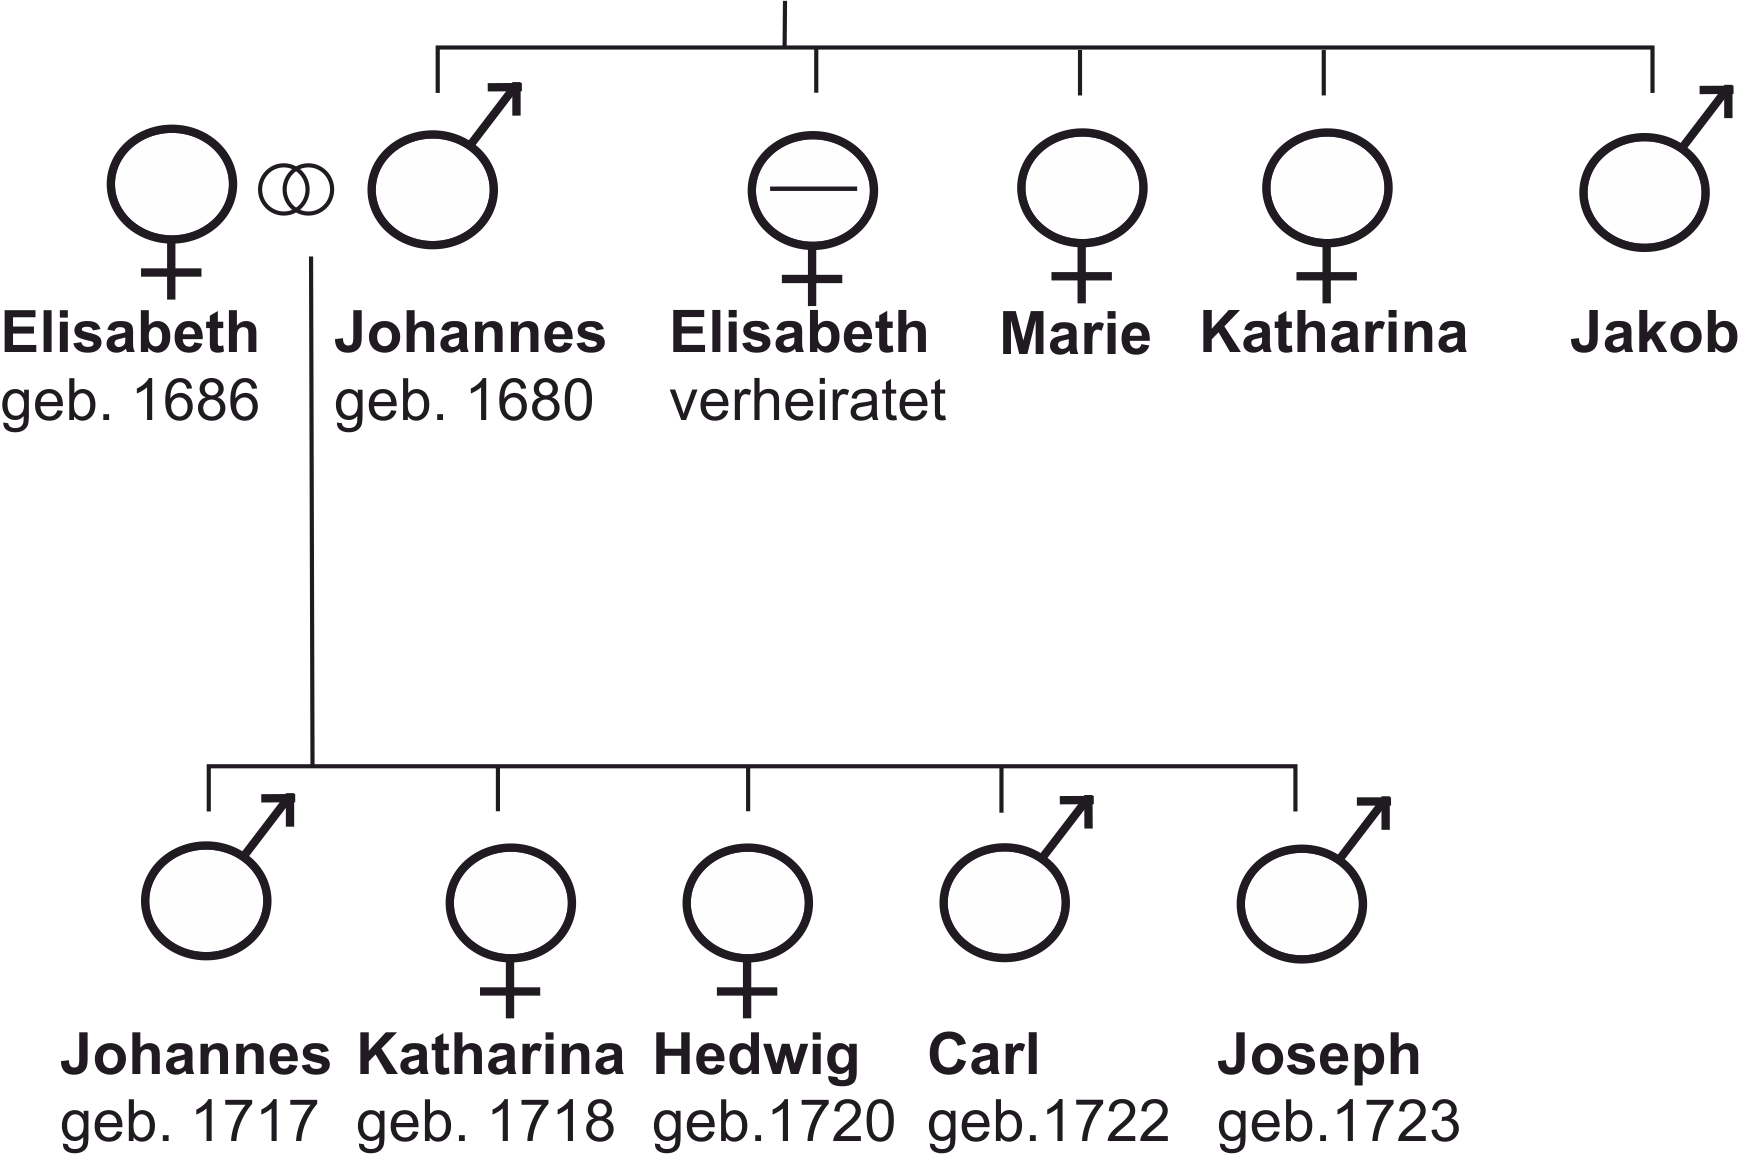 Elisabeth
geb. 1686
Johannes
geb. 1680
Elisabeth
verheiratet
Marie
Katharina
Jakob
Johannes
geb. 1717
Katharina
geb. 1718
Hedwig
geb.1720
Carl
geb.1722
Joseph
geb.1723